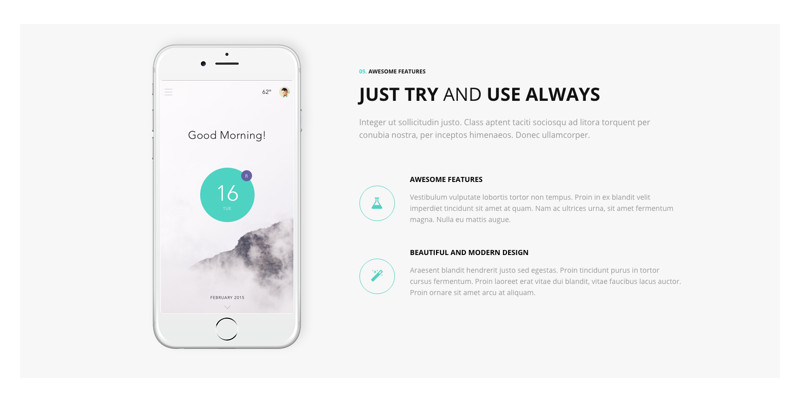 62°
Good Morning!
16
FEBRUARY 2015
05. AWESOME FEATURES
JUST TRY AND USE ALWAYS
Integer ut sollicitudin justo. Class aptent taciti sociosqu ad litora torquent per
conubia nostra, per inceptos himenaeos. Donec ullamcorper.
AWESOME FEATURES
Vestibulum vulputate lobortis tortor non tempus. Proin in ex blandit velit
imperdiet tincidunt sit amet at quam. Nam ac ultrices urna, sit amet fermentum
magna. Nulla eu mattis augue.
BEAUTIFUL AND MODERN DESIGN
Araesent blandit hendrerit justo sed egestas. Proin tincidunt purus in tortor
cursus fermentum. Proin laoreet erat vitae dui blandit, vitae faucibus lacus auctor.
Proin ornare sit amet arcu at aliquam.